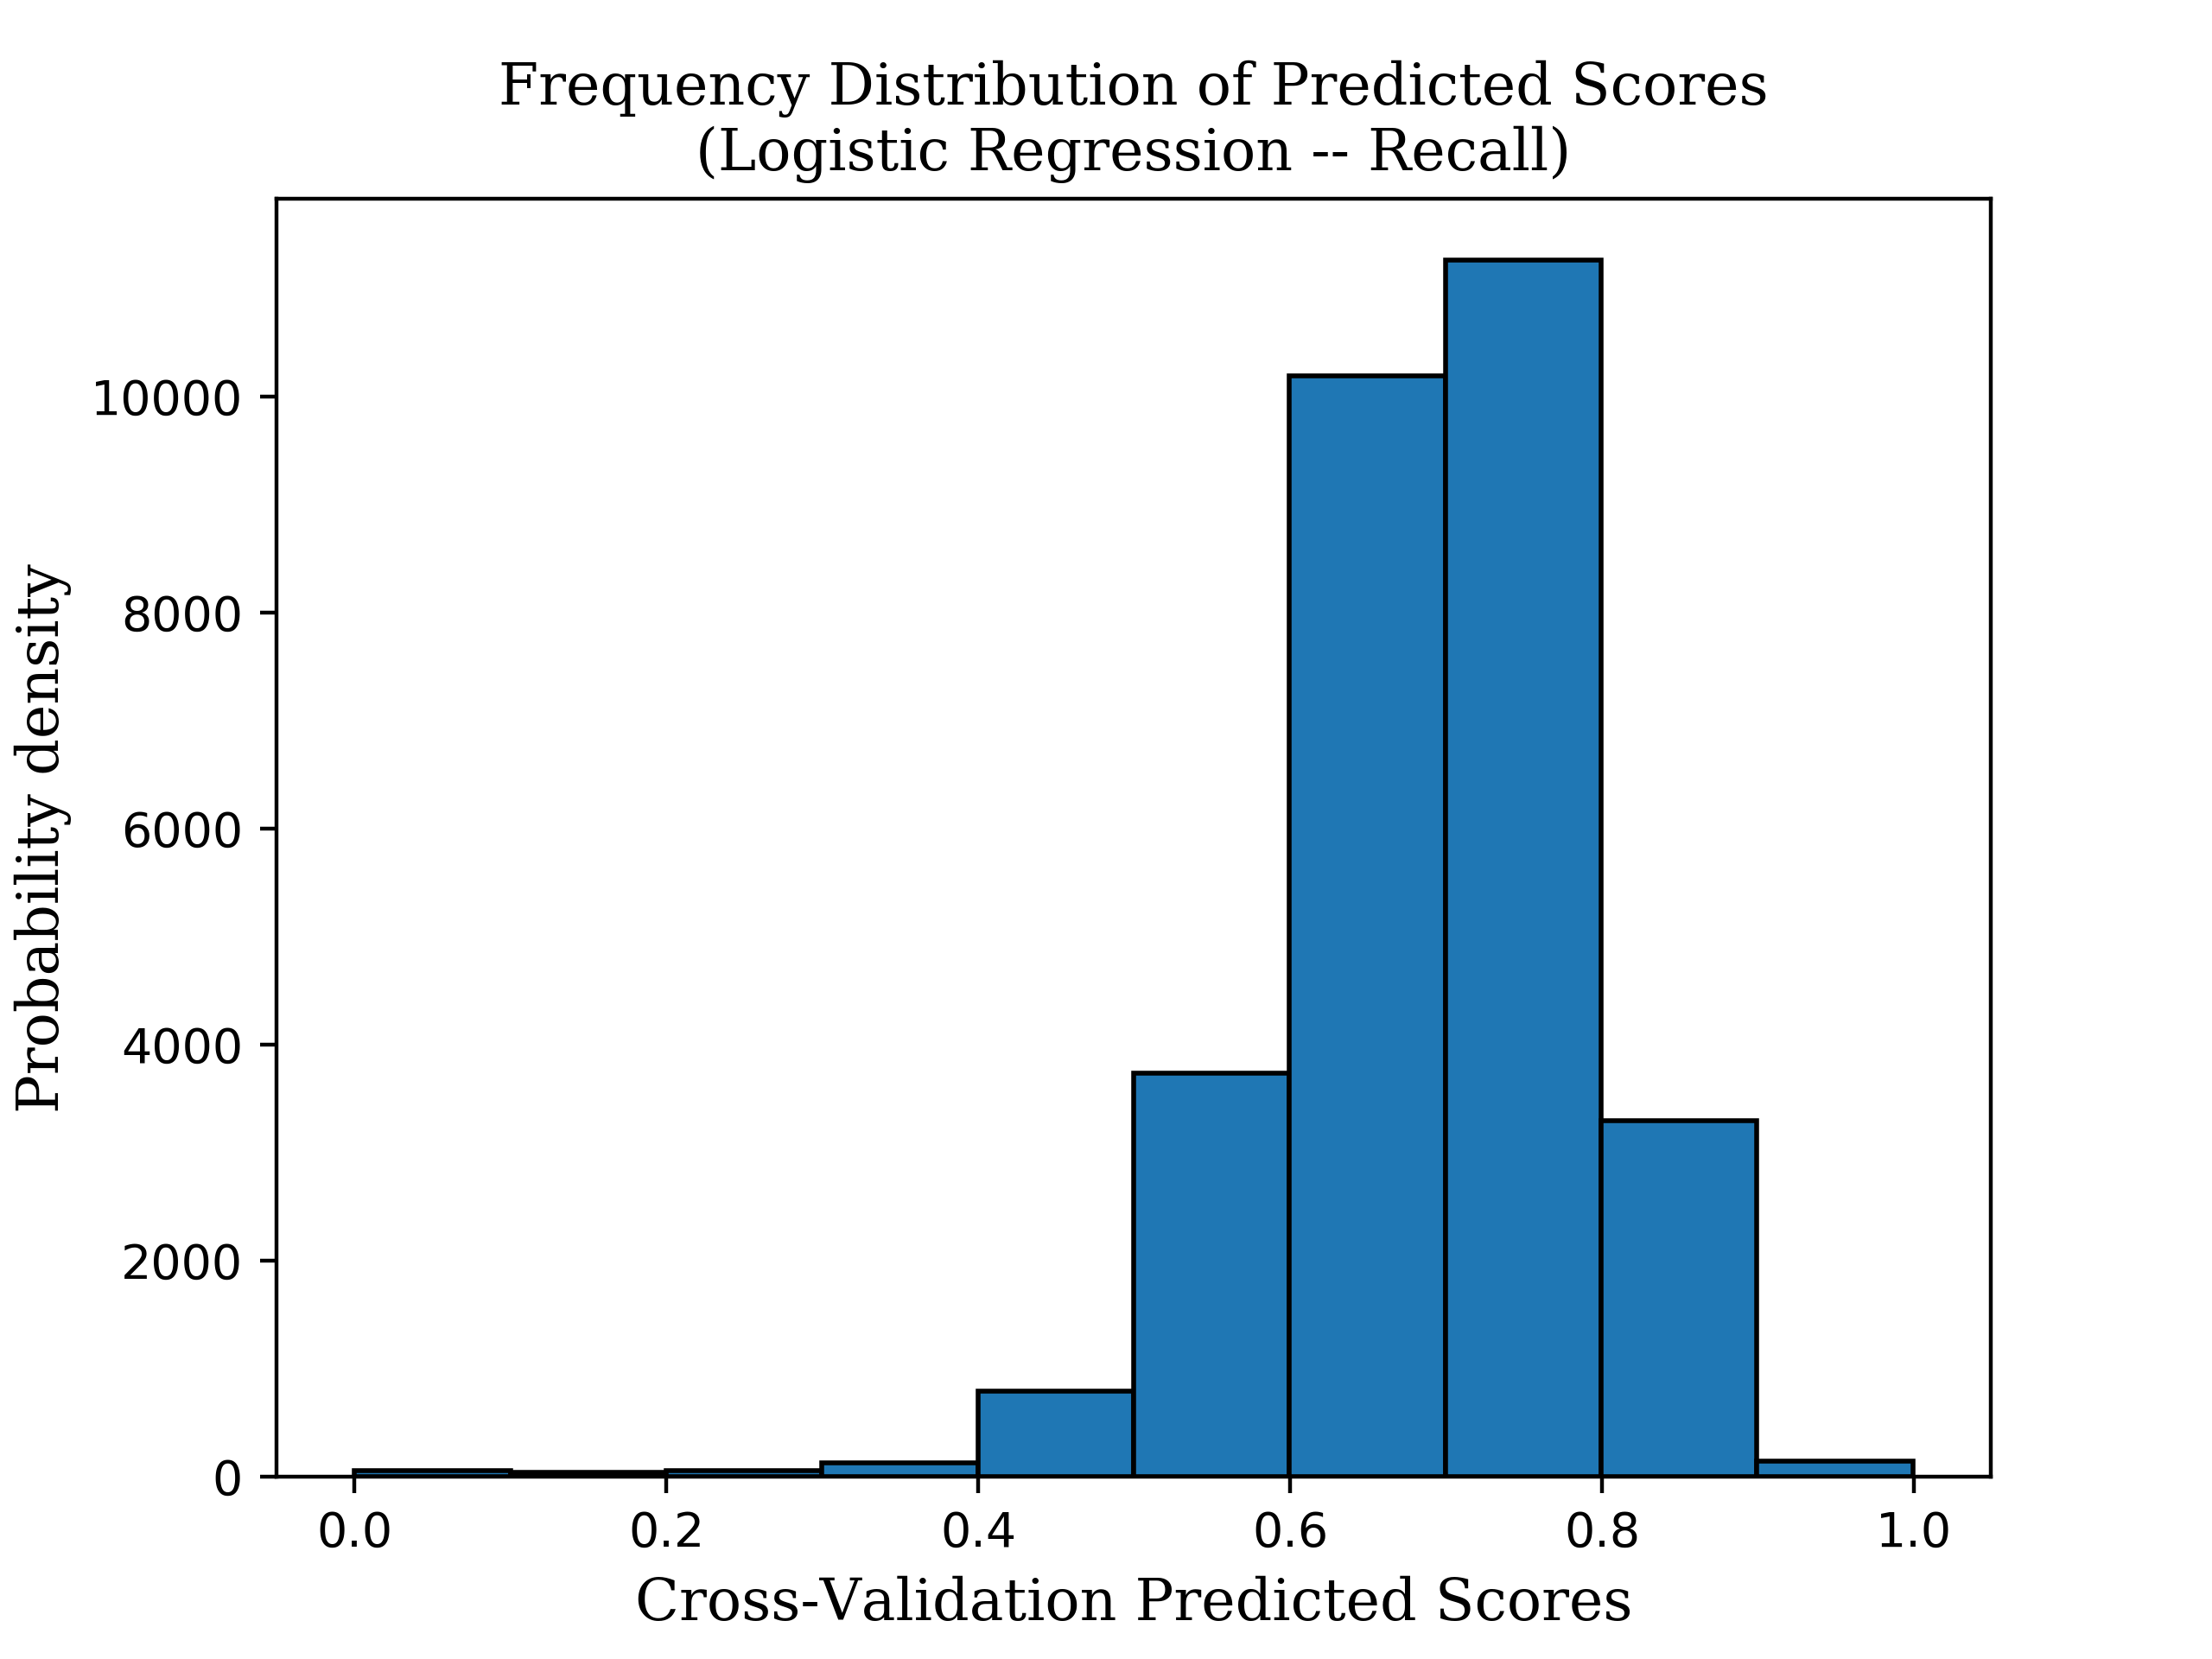 Frequency Distribution of Predicted Scores
(Logistic Regression -- Recall)
Probability density
10000
8000
6000
4000
2000
0
0.0 0.2 0.4 0.6 0.8 1.0
Cross-Validation Predicted Scores